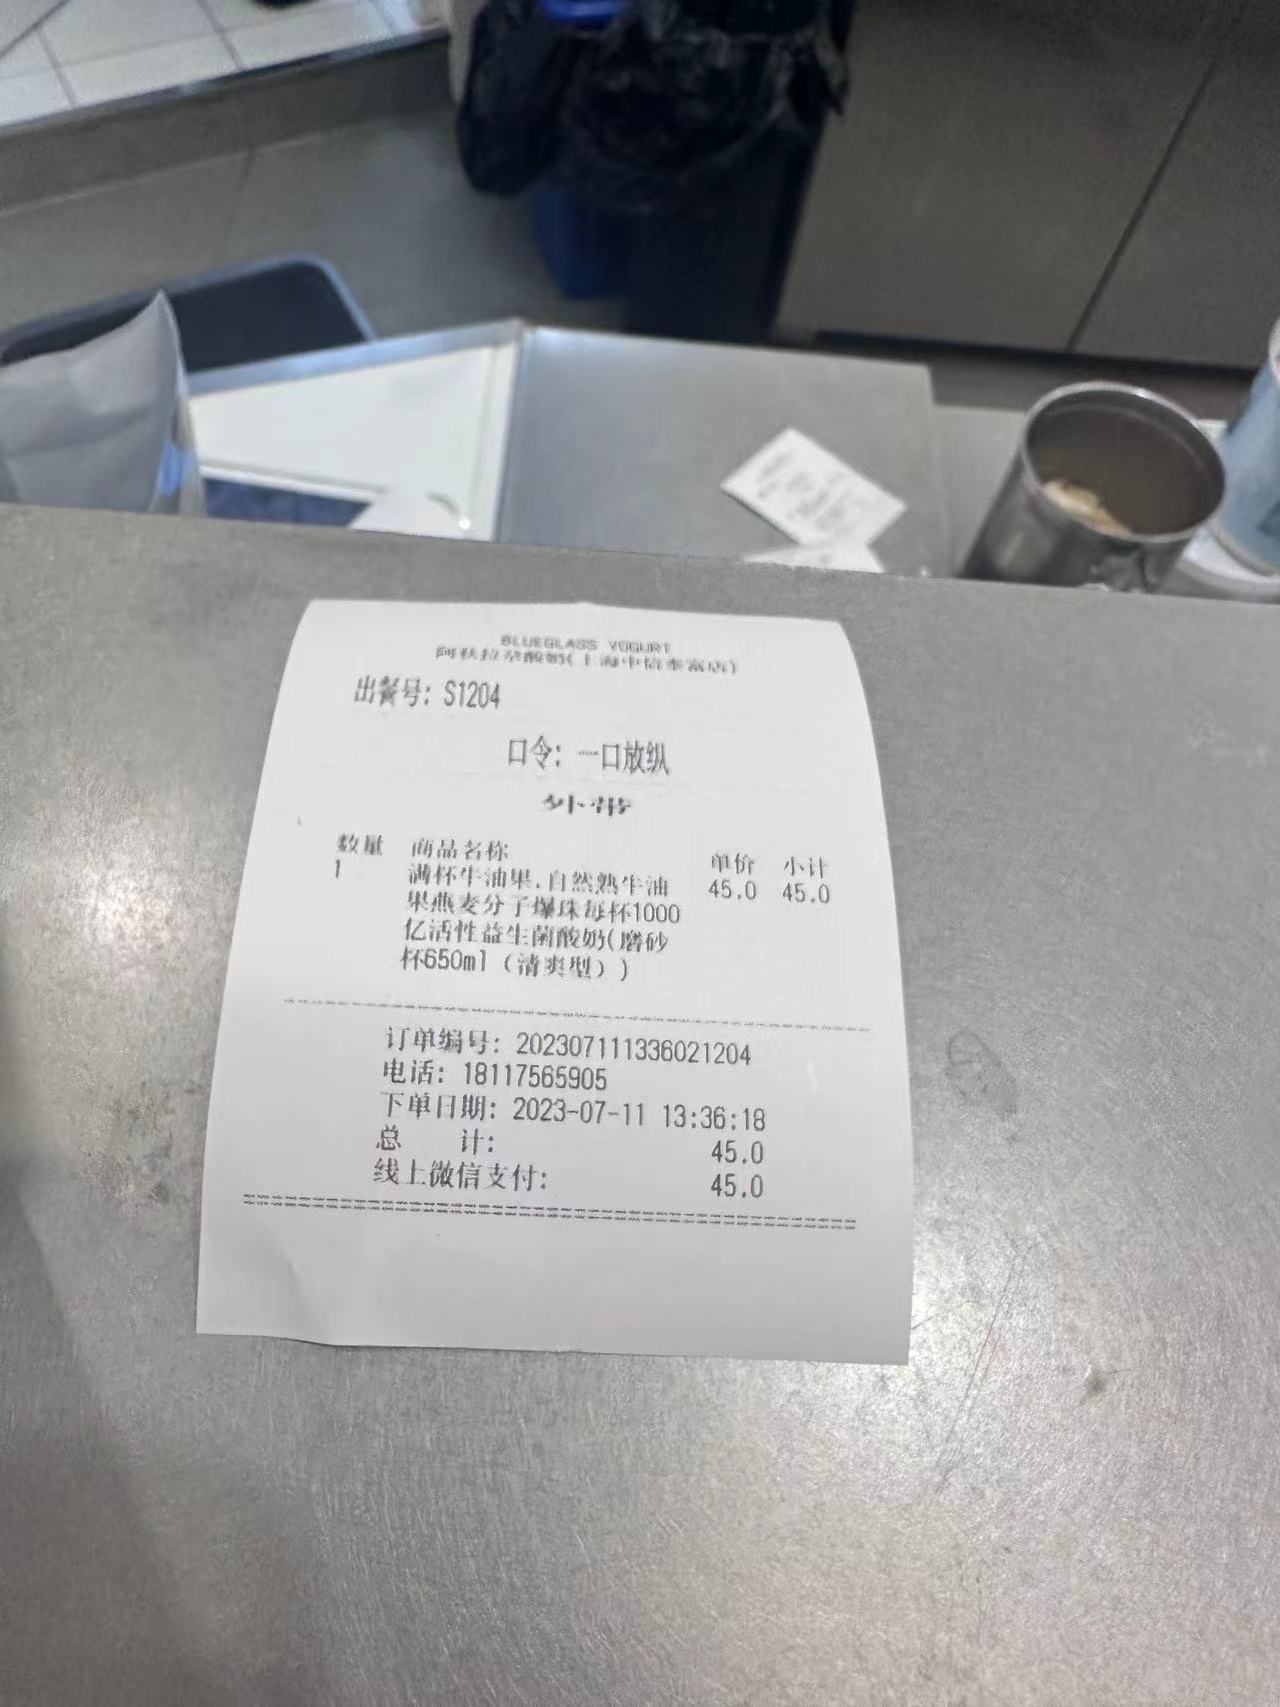 BLUEGLASS YOGURT
阿秣拉草酸奶(上海中信泰富店)
出餐号: S1204
口令: 一口放纵
外带
数量 商品名称 单价 小计
1 满杯牛油果.自然熟牛油 45.0 45.0
果燕麦分子爆珠每杯1000
亿活性益生菌酸奶(磨砂
杯650ml（清爽型）)
订单编号: 202307111336021204
电话: 18117565905
下单日期: 2023-07-11 13:36:18
总 计: 45.0
线上微信支付: 45.0